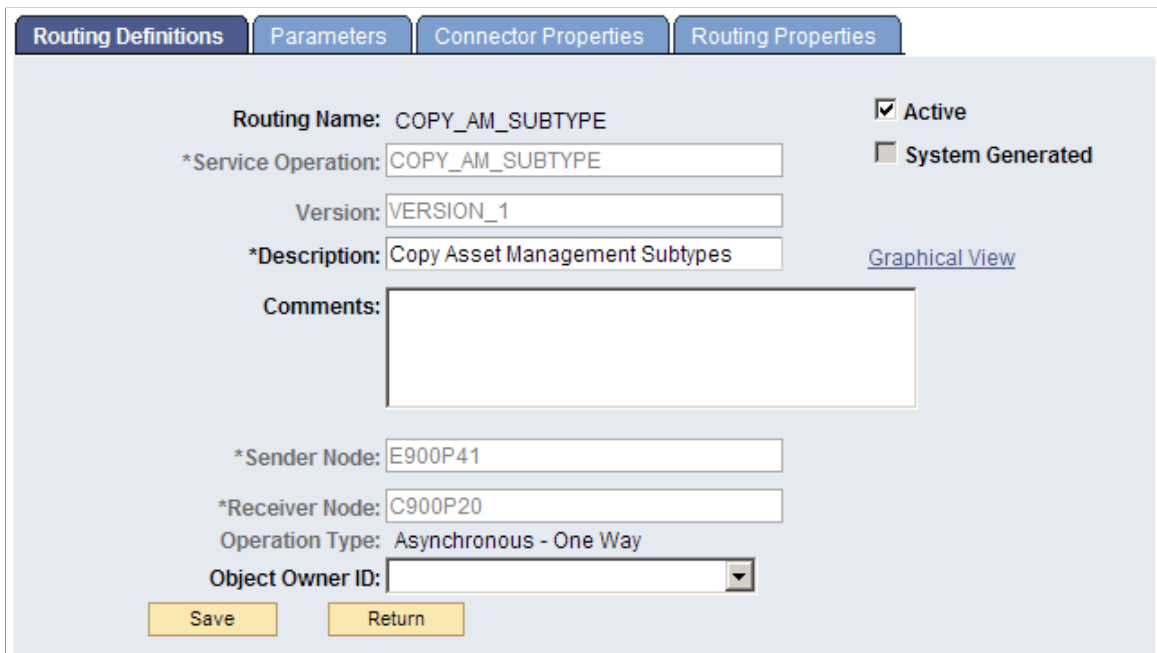 Routing Definitions Parameters Connector Properties Routing Properties
Routing Name: COPY_AM_SUBTYPE Active
*Service Operation: COPY_AM_SUBTYPE System Generated
Version: VERSION_1
*Description: Copy Asset Management Subtypes Graphical View
Comments:
*Sender Node: E900P41
*Receiver Node: C900P20
Operation Type: Asynchronous - One Way
Object Owner ID:
Save Return